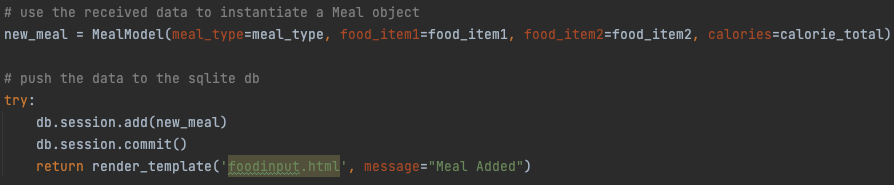 # use the received data to instantiate a Meal object
new_meal = MealModel(meal_type=meal_type, food_item1=food_item1, food_item2=food_item2, calories=calorie_total)
# push the data to the sqlite db
try:
    db.session.add(new_meal)
    db.session.commit()
    return render_template('foodinput.html', message="Meal Added")